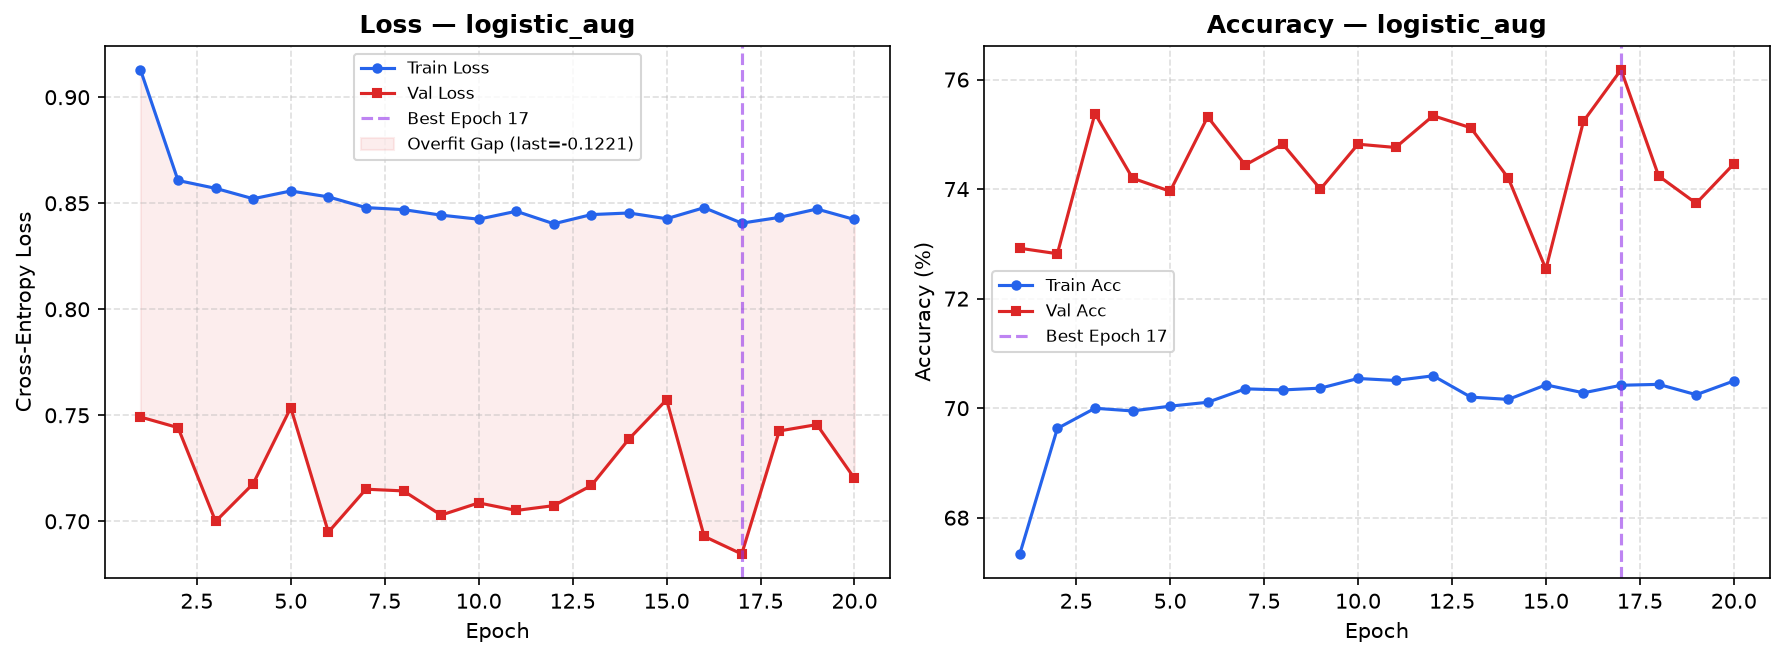 Loss — logistic_aug
Cross-Entropy Loss
0.90
0.85
0.80
0.75
0.70
Train Loss
Val Loss
Best Epoch 17
Overfit Gap (last=-0.1221)
2.5 5.0 7.5 10.0 12.5 15.0 17.5 20.0
Epoch
Accuracy — logistic_aug
Accuracy (%)
76
74
72
70
68
Train Acc
Val Acc
Best Epoch 17
2.5 5.0 7.5 10.0 12.5 15.0 17.5 20.0
Epoch